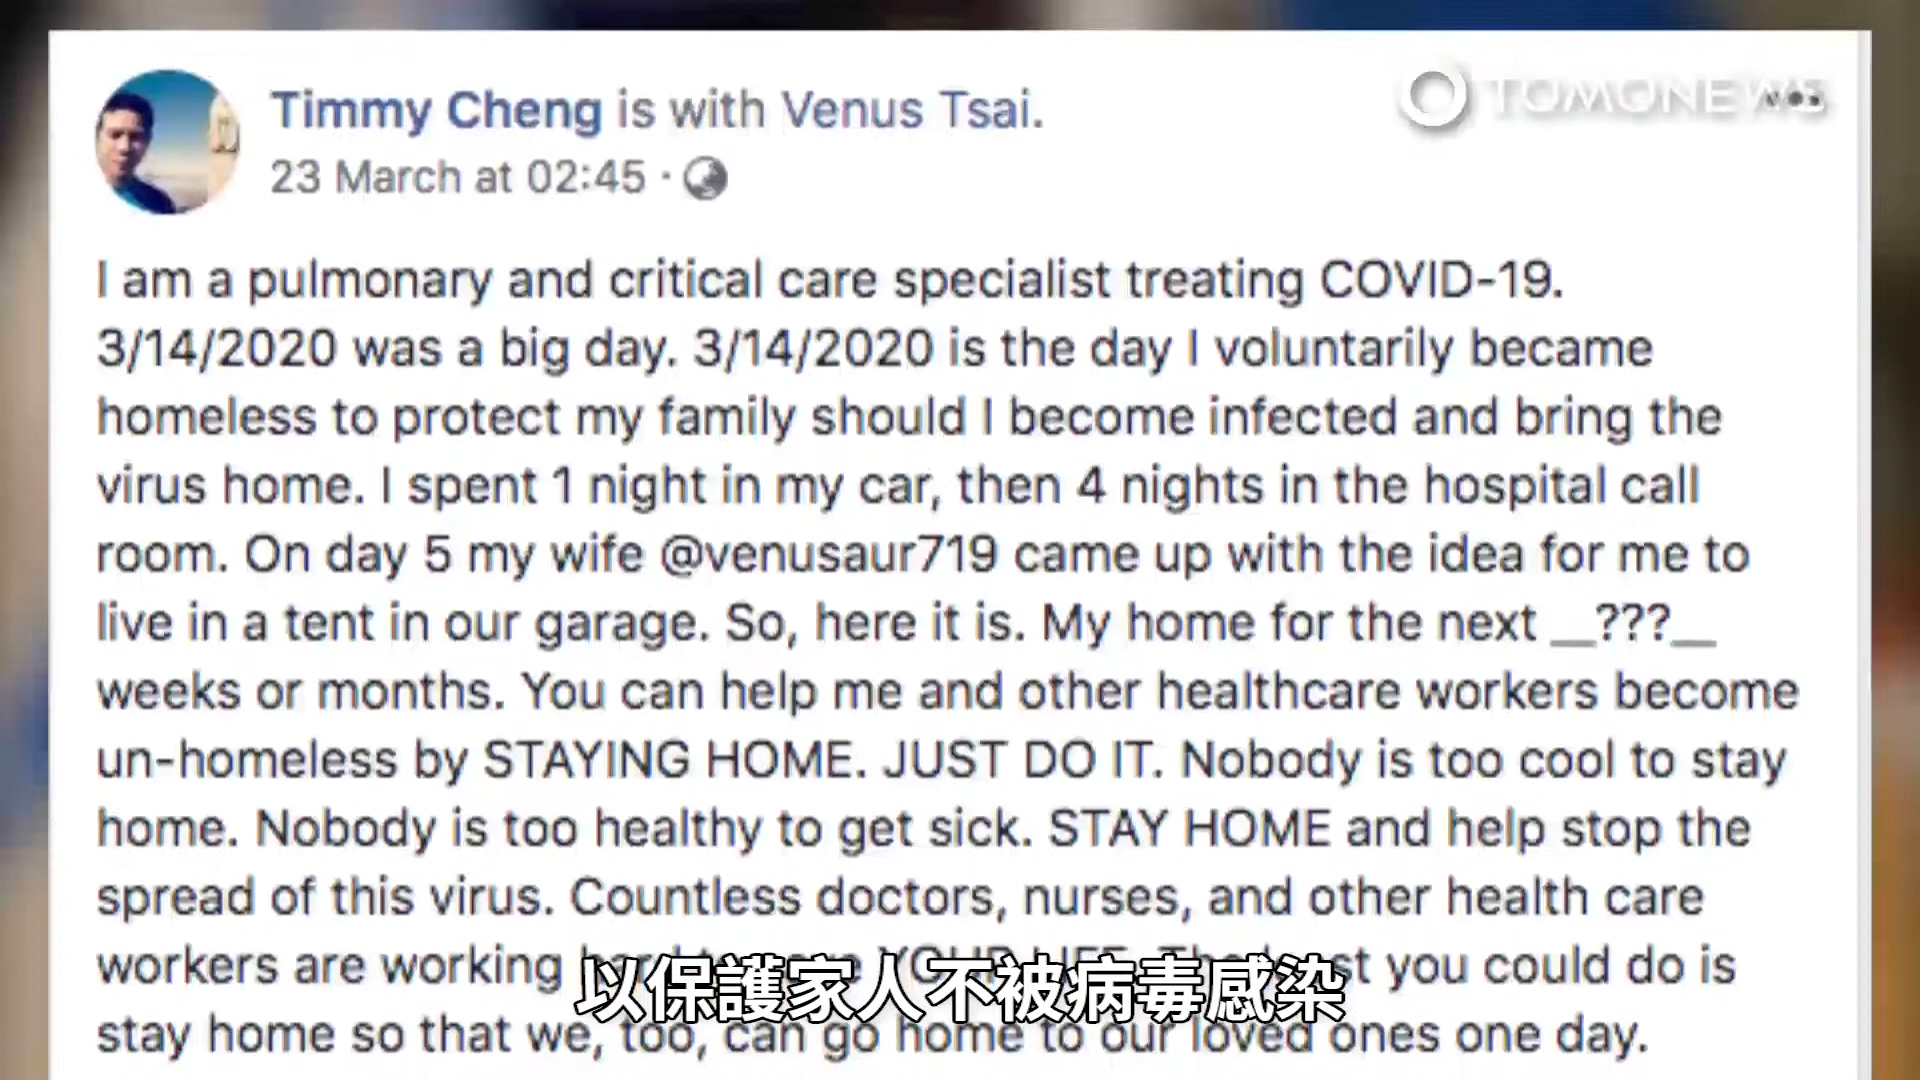 Timmy Cheng is with Venus Tsai.
TOMONEWS
23 March at 02:45 ·
I am a pulmonary and critical care specialist treating COVID-19.
3/14/2020 was a big day. 3/14/2020 is the day I voluntarily became
homeless to protect my family should I become infected and bring the
virus home. I spent 1 night in my car, then 4 nights in the hospital call
room. On day 5 my wife @venusaur719 came up with the idea for me to
live in a tent in our garage. So, here it is. My home for the next __???__
weeks or months. You can help me and other healthcare workers become
un-homeless by STAYING HOME. JUST DO IT. Nobody is too cool to stay
home. Nobody is too healthy to get sick. STAY HOME and help stop the
spread of this virus. Countless doctors, nurses, and other health care
workers are working YOUR LIFE. you could do is
以保護家人不被病毒感染
stay home so that we, too, can go home to our loved ones one day.